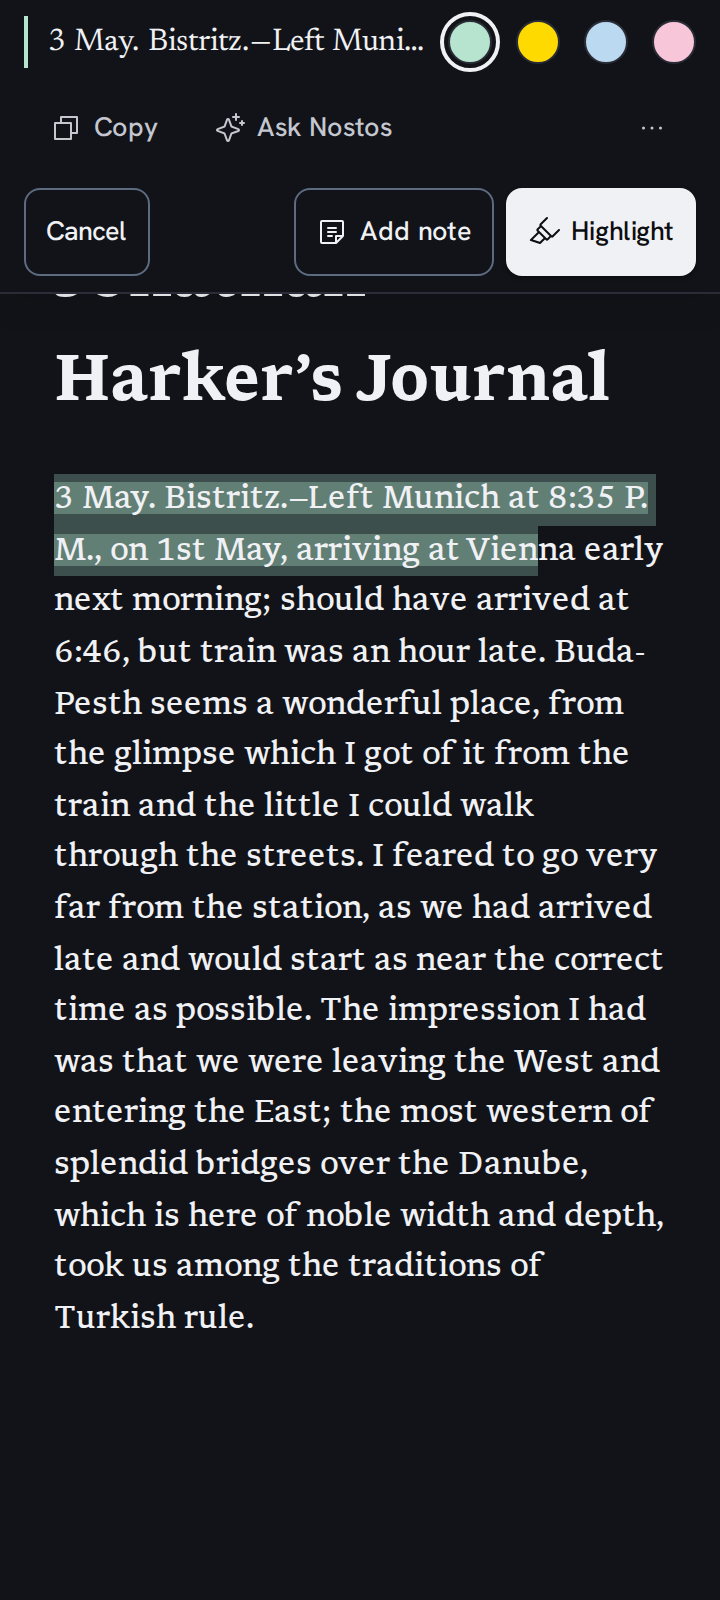 3 May. Bistritz.—Left Muni...
Copy
Ask Nostos
...
Cancel
Add note
Highlight
Harker’s Journal
3 May. Bistritz.—Left Munich at 8:35 P.
M., on 1st May, arriving at Vienna early
next morning; should have arrived at
6:46, but train was an hour late. Buda-
Pesth seems a wonderful place, from
the glimpse which I got of it from the
train and the little I could walk
through the streets. I feared to go very
far from the station, as we had arrived
late and would start as near the correct
time as possible. The impression I had
was that we were leaving the West and
entering the East; the most western of
splendid bridges over the Danube,
which is here of noble width and depth,
took us among the traditions of
Turkish rule.